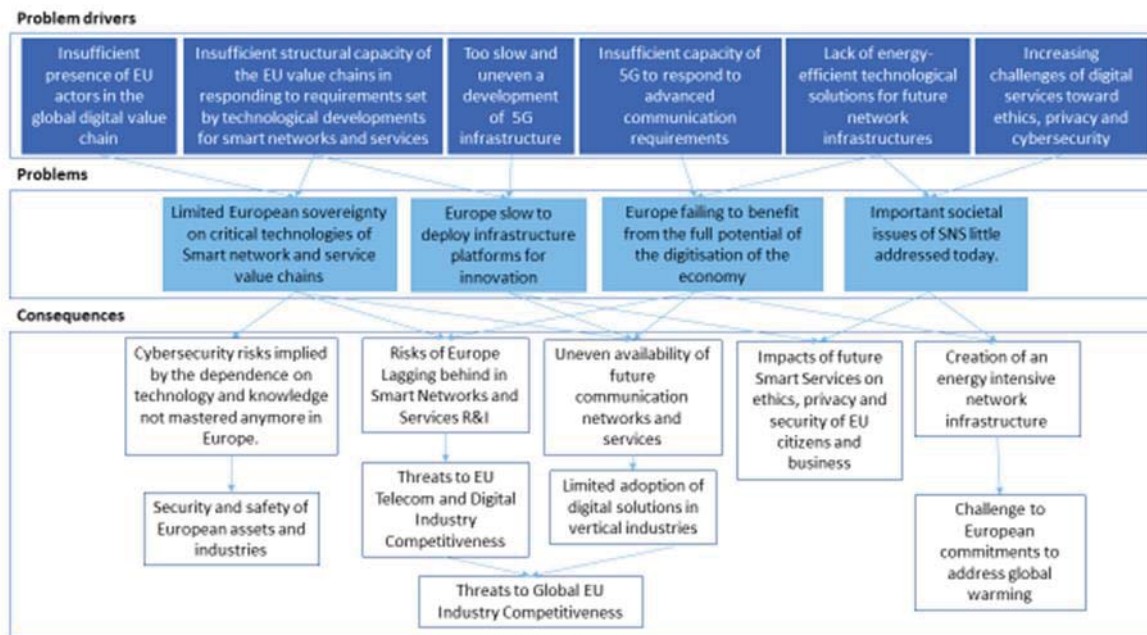 Problem drivers
Insufficient
presence of EU
actors in the
global digital value
chain
Insufficient structural capacity of
the EU value chains in
responding to requirements set
by technological developments
for smart networks and services
Too slow and
uneven a
development
of 5G
infrastructure
Insufficient capacity of
5G to respond to
advanced
communication
requirements
Lack of energy-
efficient technological
solutions for future
network
infrastructures
Increasing
challenges of digital
services toward
ethics, privacy and
cybersecurity
Problems
Limited European sovereignty
on critical technologies of
Smart network and service
value chains
Europe slow to
deploy infrastructure
platforms for
innovation
Europe failing to benefit
from the full potential of
the digitisation of the
economy
Important societal
issues of SNS little
addressed today.
Consequences
Cybersecurity risks implied
by the dependence on
technology and knowledge
not mastered anymore in
Europe.
Risks of Europe
Lagging behind in
Smart Networks and
Services R&I
Uneven availability of
future
communication
networks and
services
Impacts of future
Smart Services on
ethics, privacy and
security of EU
citizens and
business
Creation of an
energy intensive
network
infrastructure
Security and safety of
European assets and
industries
Threats to EU
Telecom and Digital
Industry
Competitiveness
Limited adoption of
digital solutions in
vertical industries
Challenge to
European
commitments to
address global
warming
Threats to Global EU
Industry Competitiveness